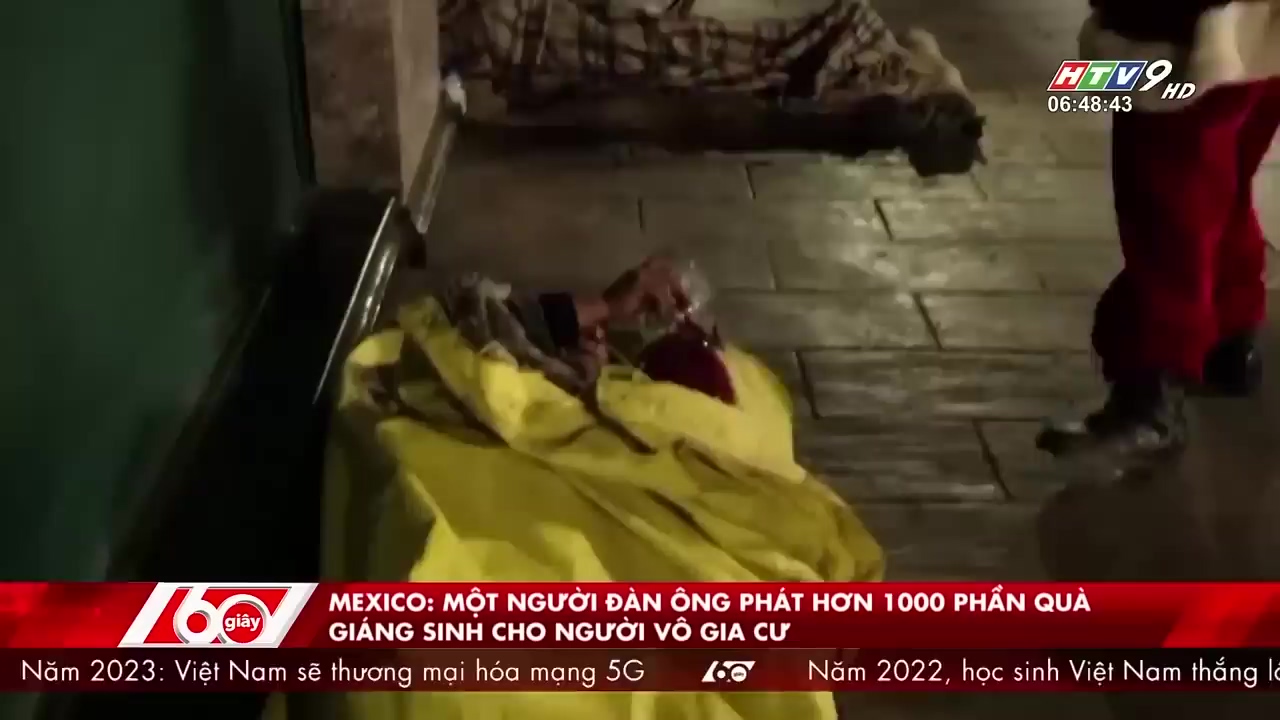 HTV9 HD
06:48:43
60 giây
MEXICO: MỘT NGƯỜI ĐÀN ÔNG PHÁT HƠN 1000 PHẦN QUÀ
GIÁNG SINH CHO NGƯỜI VÔ GIA CƯ
Năm 2023: Việt Nam sẽ thương mại hóa mạng 5G 60 giây Năm 2022, học sinh Việt Nam thắng